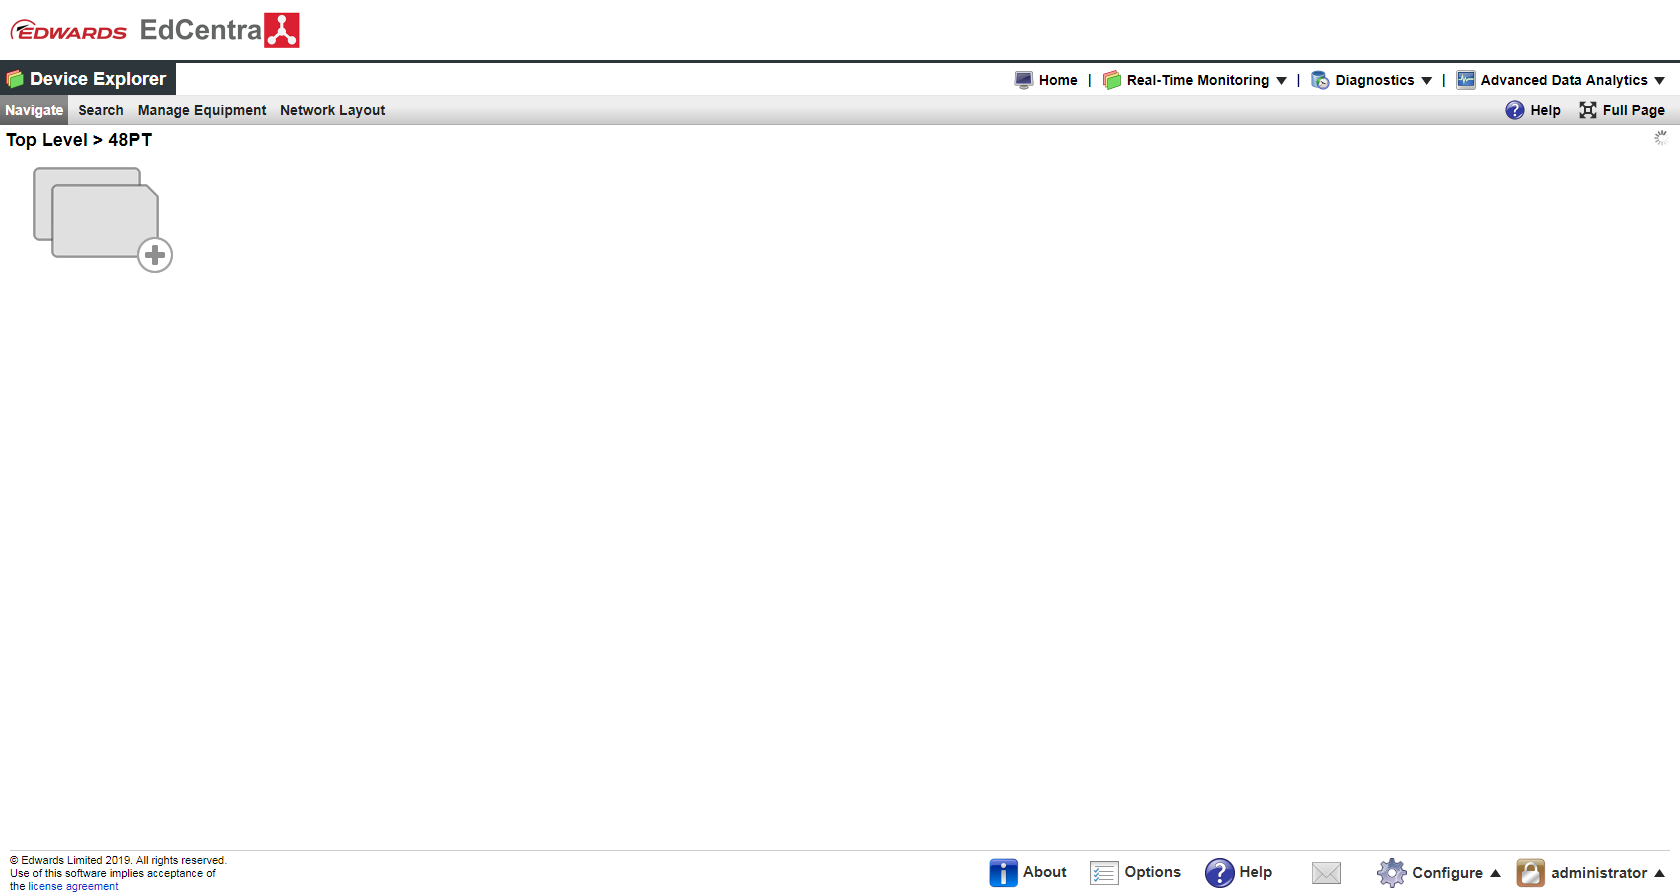 EDWARDS EdCentra
Device Explorer
Home | Real-Time Monitoring | Diagnostics | Advanced Data Analytics
Navigate Search Manage Equipment Network Layout Help Full Page
Top Level > 48PT
© Edwards Limited 2019. All rights reserved.
Use of this software implies acceptance of
the license agreement
About Options Help Configure administrator